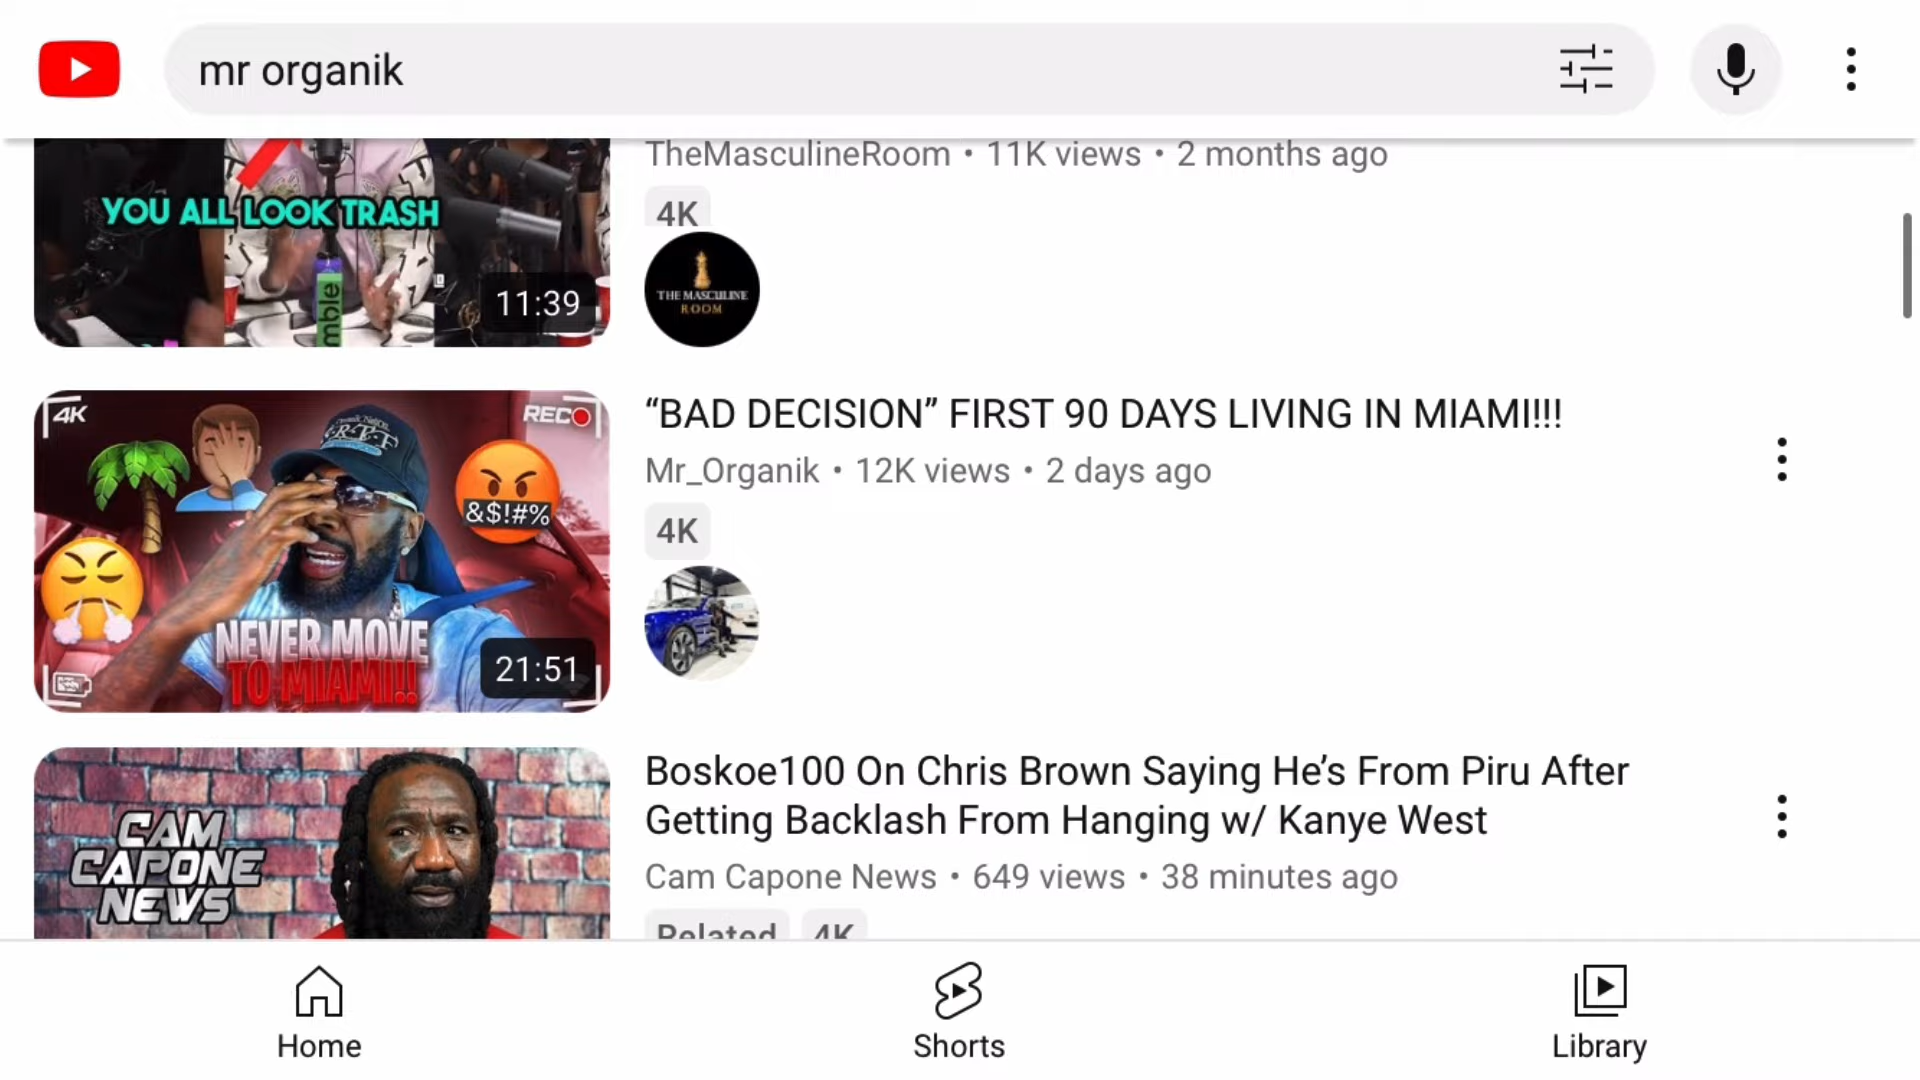 mr organik
TheMasculineRoom • 11K views • 2 months ago
4K
YOU ALL LOOK TRASH
mble
11:39
THE MASCULINE
ROOM
4K
REC
&$!#%
NEVER MOVE
TO MIAMI!!
21:51
“BAD DECISION” FIRST 90 DAYS LIVING IN MIAMI!!!
Mr_Organik • 12K views • 2 days ago
4K
CAM
CAPONE
NEWS
Boskoe100 On Chris Brown Saying He’s From Piru After
Getting Backlash From Hanging w/ Kanye West
Cam Capone News • 649 views • 38 minutes ago
Related 4K
Home
Shorts
Library